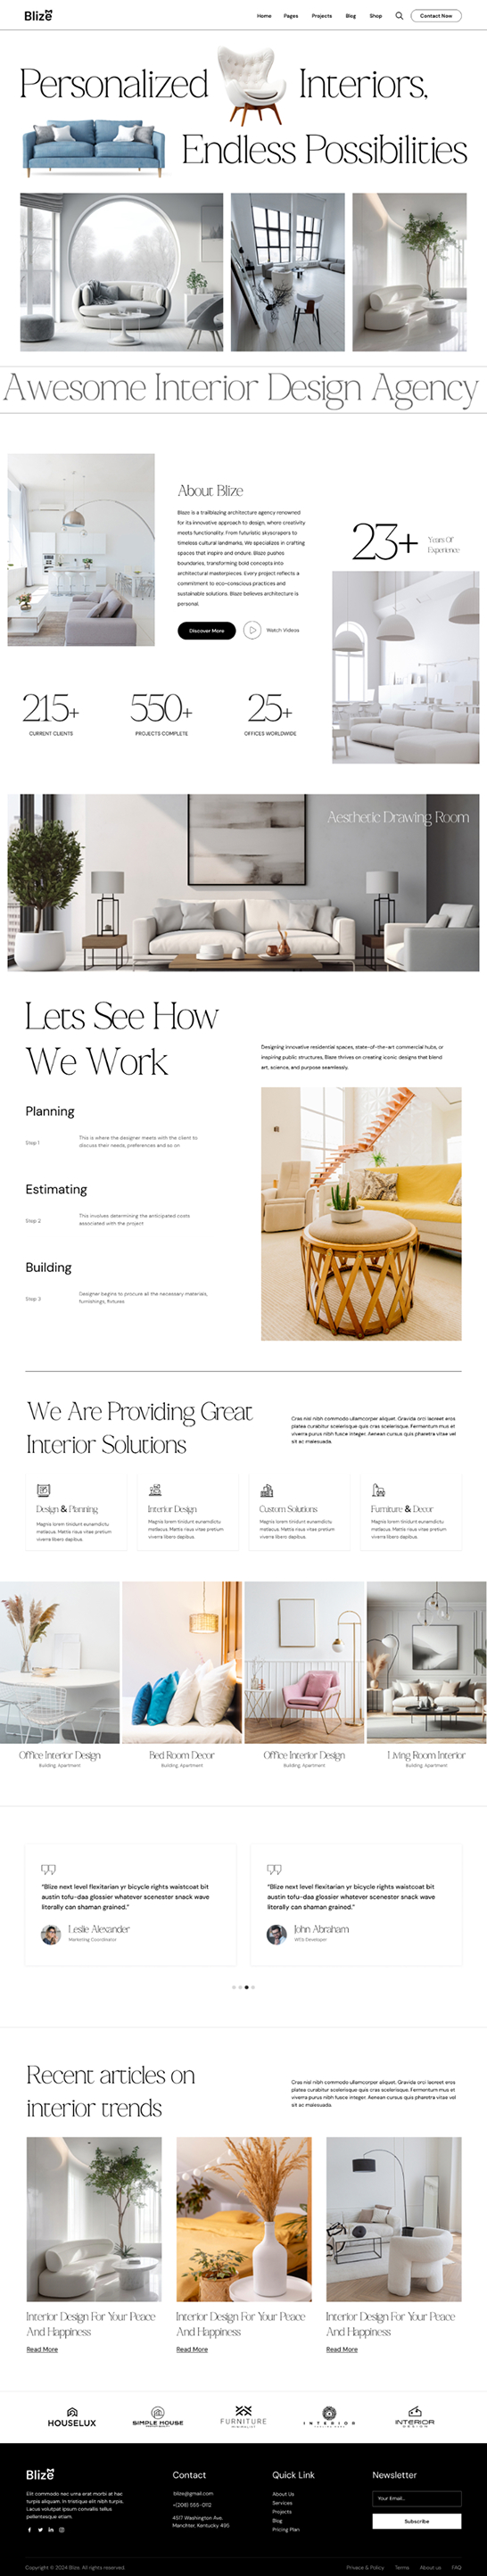 Blize
Home Pages Projects Blog Shop Contact Now
Personalized Interiors,
Endless Possibilities
Awesome Interior Design Agency
About Blize
Blize is a trailblazing architecture agency renowned
for its innovative approach to design, where creativity
meets functionality. From futuristic skyscrapers to
timeless cultural landmarks, We specializes in crafting
spaces that inspire and endure. Blize pushes
boundaries, transforming bold concepts into
architectural masterpieces. Every project reflects a
commitment to eco-conscious practices and
sustainable solutions. Blaze believes architecture is
personal.
Discover More Watch Videos
23+ Years Of
Experience
215+ 550+ 25+
CURRENT CLIENTS PROJECTS COMPLETE OFFICES WORLDWIDE
Aesthetic Drawing Room
Lets See How
We Work
Designing innovative residential spaces, state-of-the-art commercial hubs, or
inspiring public structures, Blaze thrives on creating iconic designs that blend
art, science, and purpose seamlessly.
Planning
Step 1 This is where the designer meets with the client to
discuss their needs, preferences and so on
Estimating
Step 2 This involves determining the anticipated costs
associated with the project
Building
Step 3 Designer begins to procure all the necessary materials,
furnishings, fixtures
We Are Providing Great
Interior Solutions
Cras nisl nibh commodo ullamcorper aliquet. Gravida orci laoreet eros
platea curabitur scelerisque quis cras scelerisque. Fermentum mus et
viverra purus nibh fusce integer. Aenean cursus quis pharetra vitae vel
sit ac malesuada.
Design & Planning
Magnis lorem tinidunt eunamdictu
matlacus. Mattis risus vitae pretium
viverra libero dapibus.
Interior Design
Magnis lorem tinidunt eunamdictu
matlacus. Mattis risus vitae pretium
viverra libero dapibus.
Custom Solutions
Magnis lorem tinidunt eunamdictu
matlacus. Mattis risus vitae pretium
viverra libero dapibus.
Furniture & Decor
Magnis lorem tinidunt eunamdictu
matlacus. Mattis risus vitae pretium
viverra libero dapibus.
Office Interior Design
Building, Apartment
Bed Room Decor
Building, Apartment
Office Interior Design
Building, Apartment
Living Room Interior
Building, Apartment
“Blize next level flexitarian yr bicycle rights waistcoat bit
austin tofu-daa glossier whatever scenester snack wave
literally can shaman grained.”
Leslie Alexander
Marketing Coordinator
“Blize next level flexitarian yr bicycle rights waistcoat bit
austin tofu-daa glossier whatever scenester snack wave
literally can shaman grained.”
John Abraham
Web Developer
Recent articles on
interior trends
Cras nisl nibh commodo ullamcorper aliquet. Gravida orci laoreet eros
platea curabitur scelerisque quis cras scelerisque. Fermentum mus et
viverra purus nibh fusce integer. Aenean cursus quis pharetra vitae vel
sit ac malesuada.
Interior Design For Your Peace
And Happiness
Read More
Interior Design For Your Peace
And Happiness
Read More
Interior Design For Your Peace
And Happiness
Read More
HOUSELUX
SIMPLE HOUSE
FURNITURE
INTERIOR
INTERIOR
DESIGN
Blize
Elit commodo nec urna erat morbi at hac
turpis aliquam. In tristique elit nibh turpis.
Lacus volutpat ipsum convallis tellus
pellentesque etiam.
Contact
blize@gmail.com
+(208) 555-0112
4517 Washington Ave.
Manchter, Kentucky 495
Quick Link
About Us
Services
Projects
Blog
Pricing Plan
Newsletter
Your Email...
Subscribe
Copyright © 2024 Blize. All rights reserved.
Privace & Policy Terms About us FAQ